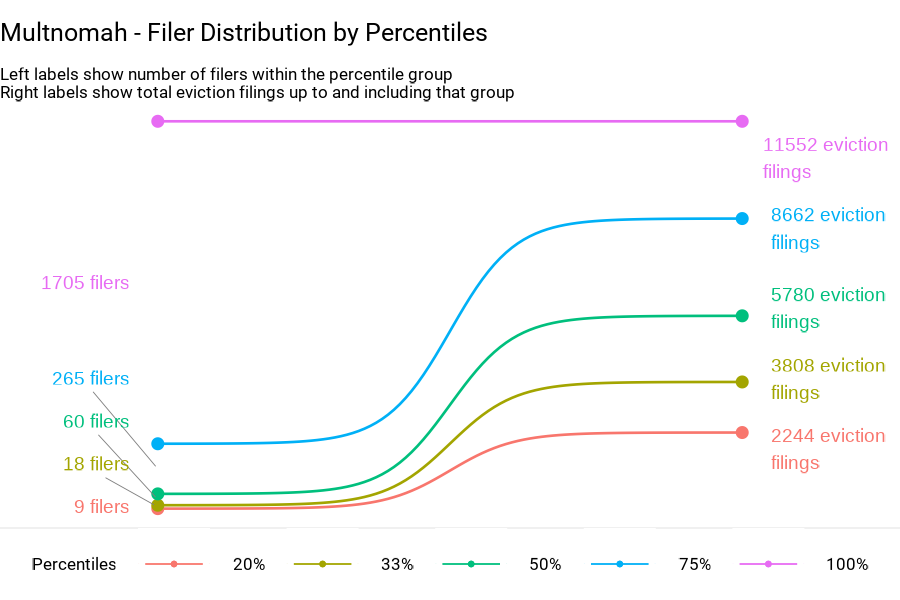 Multnomah - Filer Distribution by Percentiles
Left labels show number of filers within the percentile group
Right labels show total eviction filings up to and including that group
11552 eviction
filings
8662 eviction
filings
1705 filers
5780 eviction
filings
265 filers
3808 eviction
filings
60 filers
2244 eviction
filings
18 filers
9 filers
Percentiles 20% 33% 50% 75% 100%